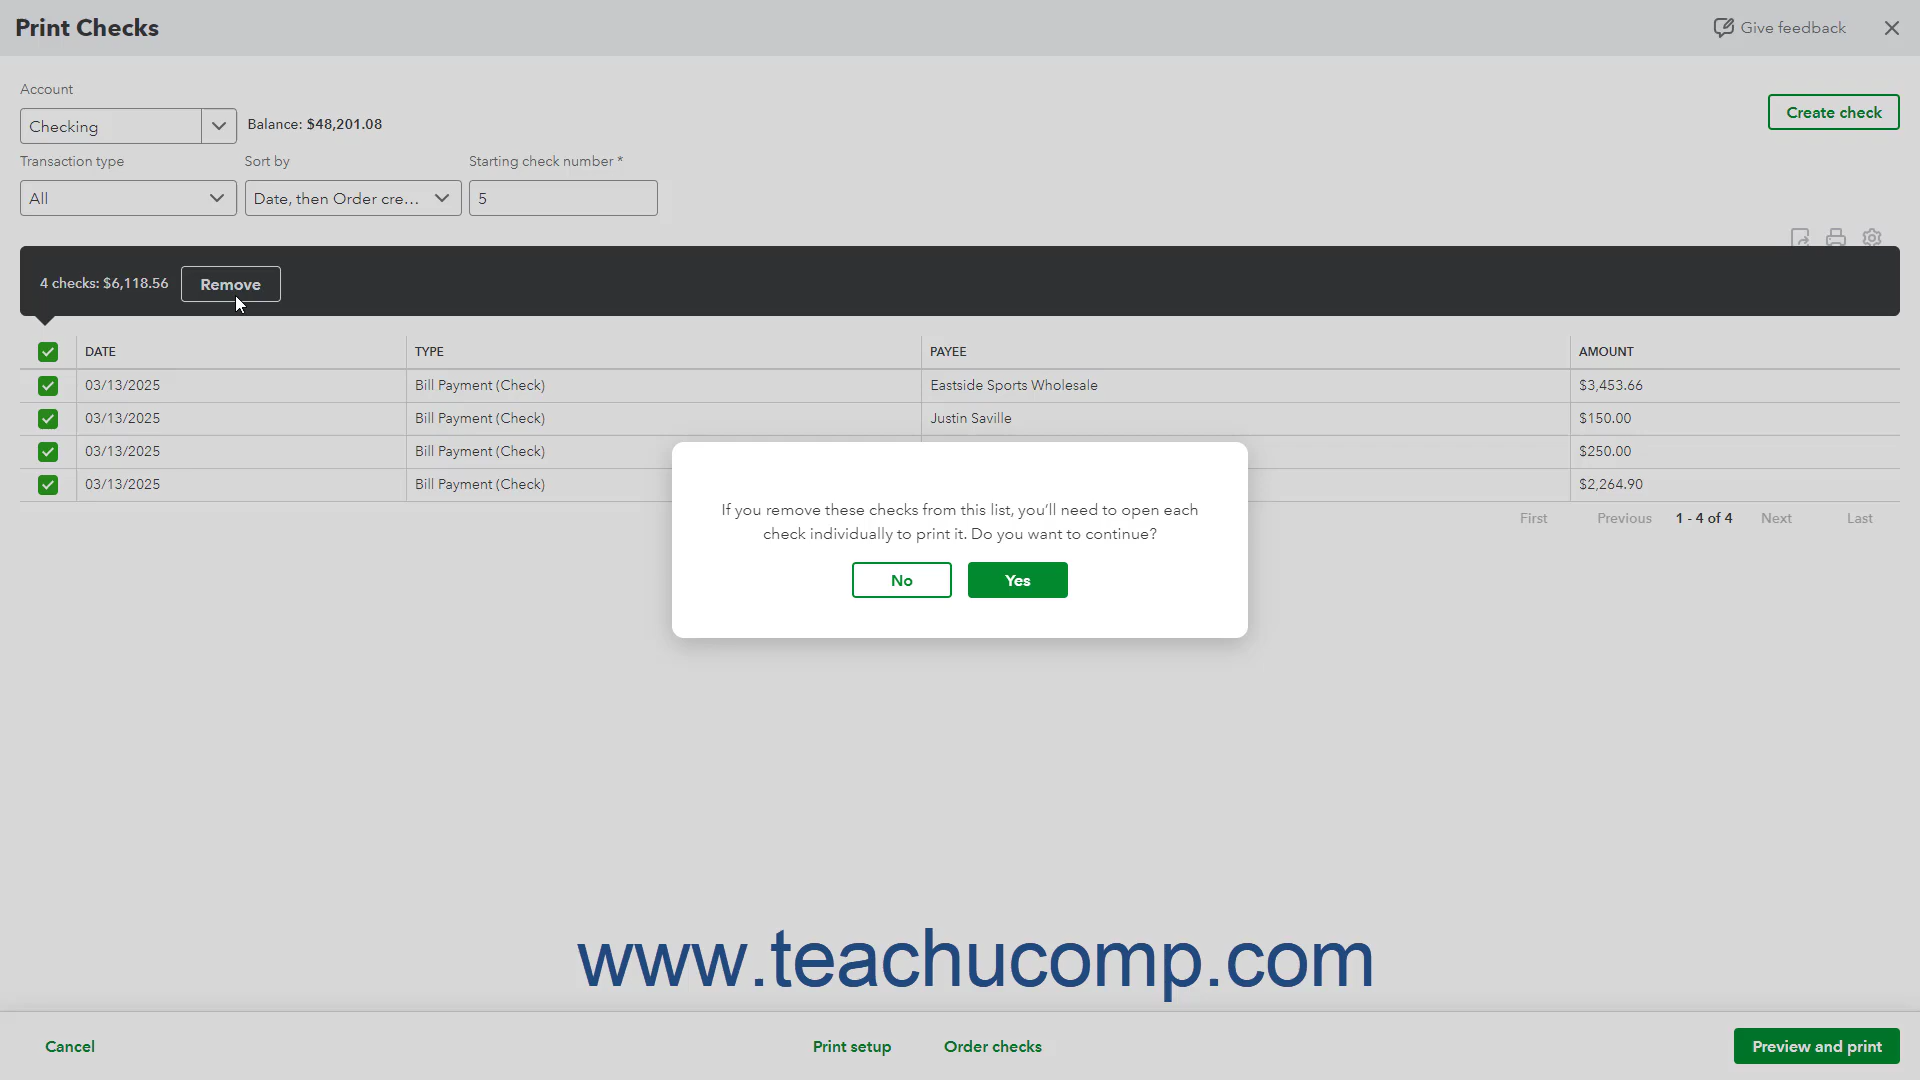 Print Checks
Give feedback
Account
Checking
Balance: $48,201.08
Create check
Transaction type
Sort by
Starting check number *
All
Date, then Order cre...
5
4 checks: $6,118.56
Remove
DATE
TYPE
PAYEE
AMOUNT
03/13/2025
Bill Payment (Check)
Eastside Sports Wholesale
$3,453.66
03/13/2025
Bill Payment (Check)
Justin Saville
$150.00
03/13/2025
Bill Payment (Check)
$250.00
03/13/2025
Bill Payment (Check)
$2,264.90
First
Previous
1 - 4 of 4
Next
Last
If you remove these checks from this list, you'll need to open each
check individually to print it. Do you want to continue?
No
Yes
www.teachucomp.com
Cancel
Print setup
Order checks
Preview and print